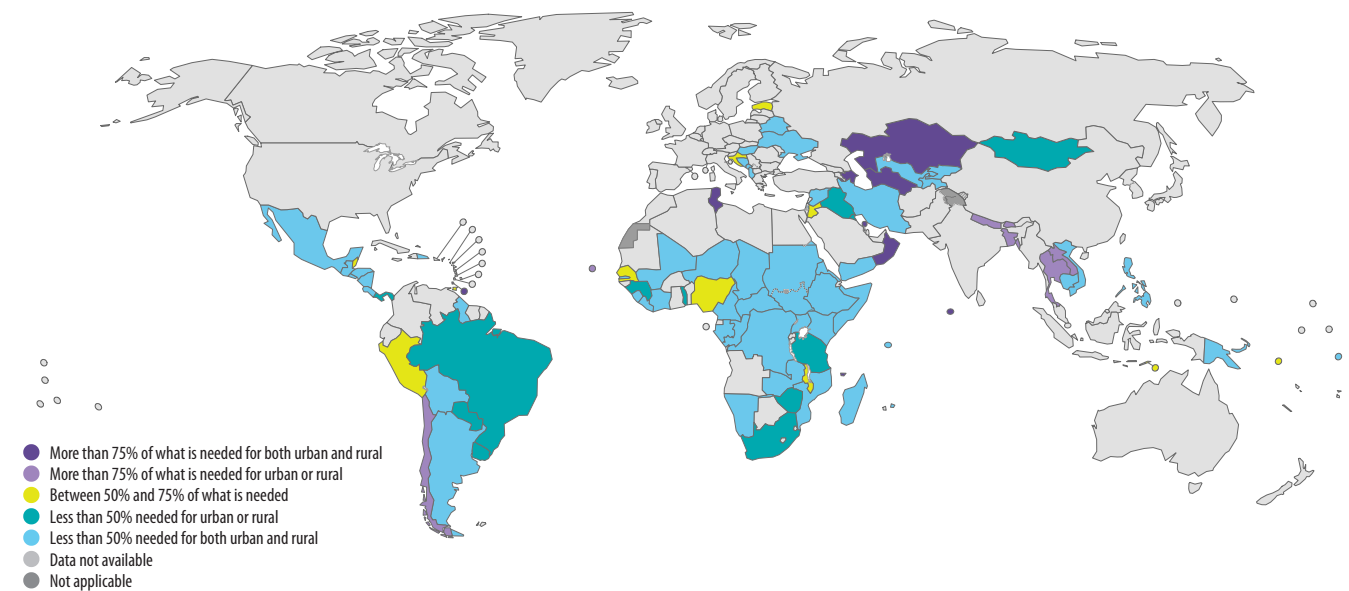 More than 75% of what is needed for both urban and rural
More than 75% of what is needed for urban or rural
Between 50% and 75% of what is needed
Less than 50% needed for urban or rural
Less than 50% needed for both urban and rural
Data not available
Not applicable